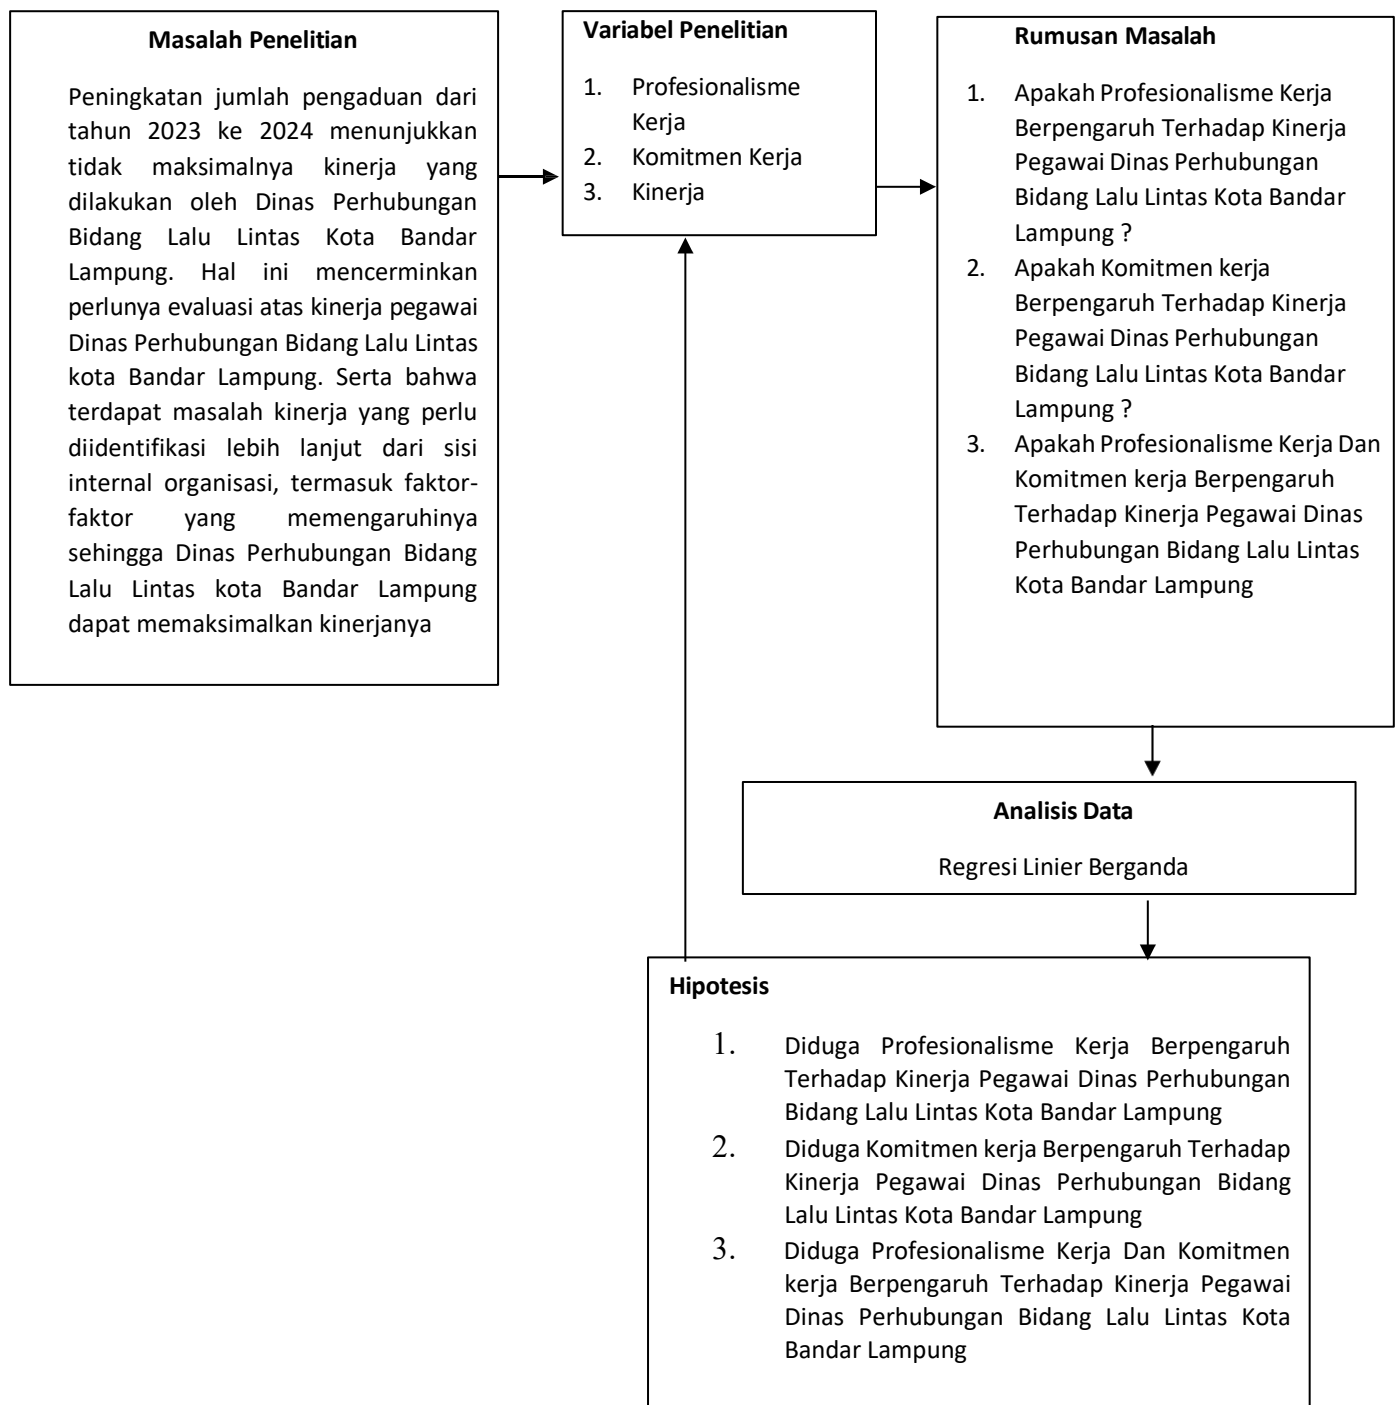 Masalah Penelitian
Peningkatan jumlah pengaduan dari
tahun 2023 ke 2024 menunjukkan
tidak maksimalnya kinerja yang
dilakukan oleh Dinas Perhubungan
Bidang Lalu Lintas Kota Bandar
Lampung. Hal ini mencerminkan
perlunya evaluasi atas kinerja pegawai
Dinas Perhubungan Bidang Lalu Lintas
kota Bandar Lampung. Serta bahwa
terdapat masalah kinerja yang perlu
diidentifikasi lebih lanjut dari sisi
internal organisasi, termasuk faktor-
faktor yang memengaruhinya
sehingga Dinas Perhubungan Bidang
Lalu Lintas kota Bandar Lampung
dapat memaksimalkan kinerjanya
Variabel Penelitian
1. Profesionalisme
Kerja
2. Komitmen Kerja
3. Kinerja
Rumusan Masalah
1. Apakah Profesionalisme Kerja
Berpengaruh Terhadap Kinerja
Pegawai Dinas Perhubungan
Bidang Lalu Lintas Kota Bandar
Lampung ?
2. Apakah Komitmen kerja
Berpengaruh Terhadap Kinerja
Pegawai Dinas Perhubungan
Bidang Lalu Lintas Kota Bandar
Lampung ?
3. Apakah Profesionalisme Kerja Dan
Komitmen kerja Berpengaruh
Terhadap Kinerja Pegawai Dinas
Perhubungan Bidang Lalu Lintas
Kota Bandar Lampung
Analisis Data
Regresi Linier Berganda
Hipotesis
1. Diduga Profesionalisme Kerja Berpengaruh
Terhadap Kinerja Pegawai Dinas Perhubungan
Bidang Lalu Lintas Kota Bandar Lampung
2. Diduga Komitmen kerja Berpengaruh Terhadap
Kinerja Pegawai Dinas Perhubungan Bidang
Lalu Lintas Kota Bandar Lampung
3. Diduga Profesionalisme Kerja Dan Komitmen
kerja Berpengaruh Terhadap Kinerja Pegawai
Dinas Perhubungan Bidang Lalu Lintas Kota
Bandar Lampung